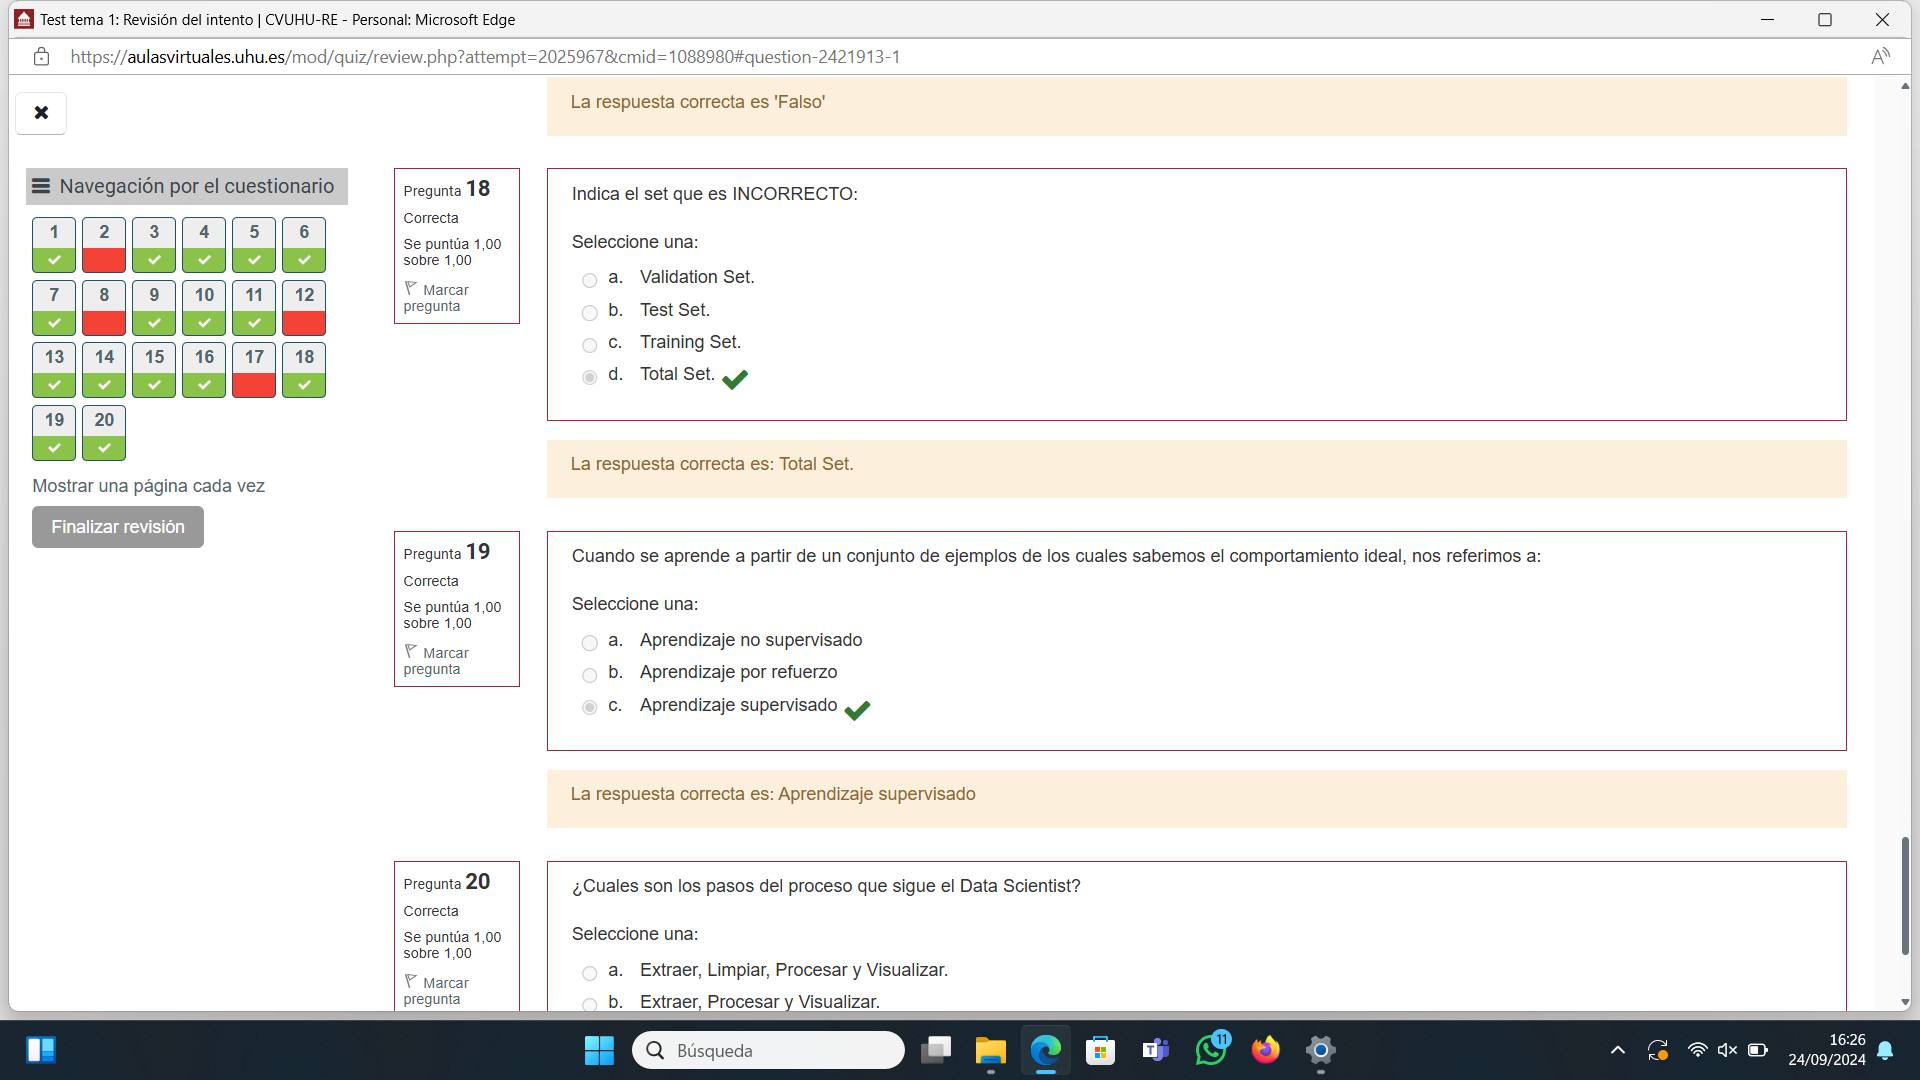 Test tema 1: Revisión del intento | CVUHU-RE - Personal: Microsoft Edge
https://aulasvirtuales.uhu.es/mod/quiz/review.php?attempt=2025967&cmid=1088980#question-2421913-1
La respuesta correcta es 'Falso'
Navegación por el cuestionario
1 2 3 4 5 6
7 8 9 10 11 12
13 14 15 16 17 18
19 20
Mostrar una página cada vez
Finalizar revisión
Pregunta 18
Correcta
Se puntúa 1,00
sobre 1,00
Marcar
pregunta
Indica el set que es INCORRECTO:
Seleccione una:
a. Validation Set.
b. Test Set.
c. Training Set.
d. Total Set.
La respuesta correcta es: Total Set.
Pregunta 19
Correcta
Se puntúa 1,00
sobre 1,00
Marcar
pregunta
Cuando se aprende a partir de un conjunto de ejemplos de los cuales sabemos el comportamiento ideal, nos referimos a:
Seleccione una:
a. Aprendizaje no supervisado
b. Aprendizaje por refuerzo
c. Aprendizaje supervisado
La respuesta correcta es: Aprendizaje supervisado
Pregunta 20
Correcta
Se puntúa 1,00
sobre 1,00
Marcar
pregunta
¿Cuales son los pasos del proceso que sigue el Data Scientist?
Seleccione una:
a. Extraer, Limpiar, Procesar y Visualizar.
b. Extraer, Procesar y Visualizar.
Búsqueda
11
16:26
24/09/2024